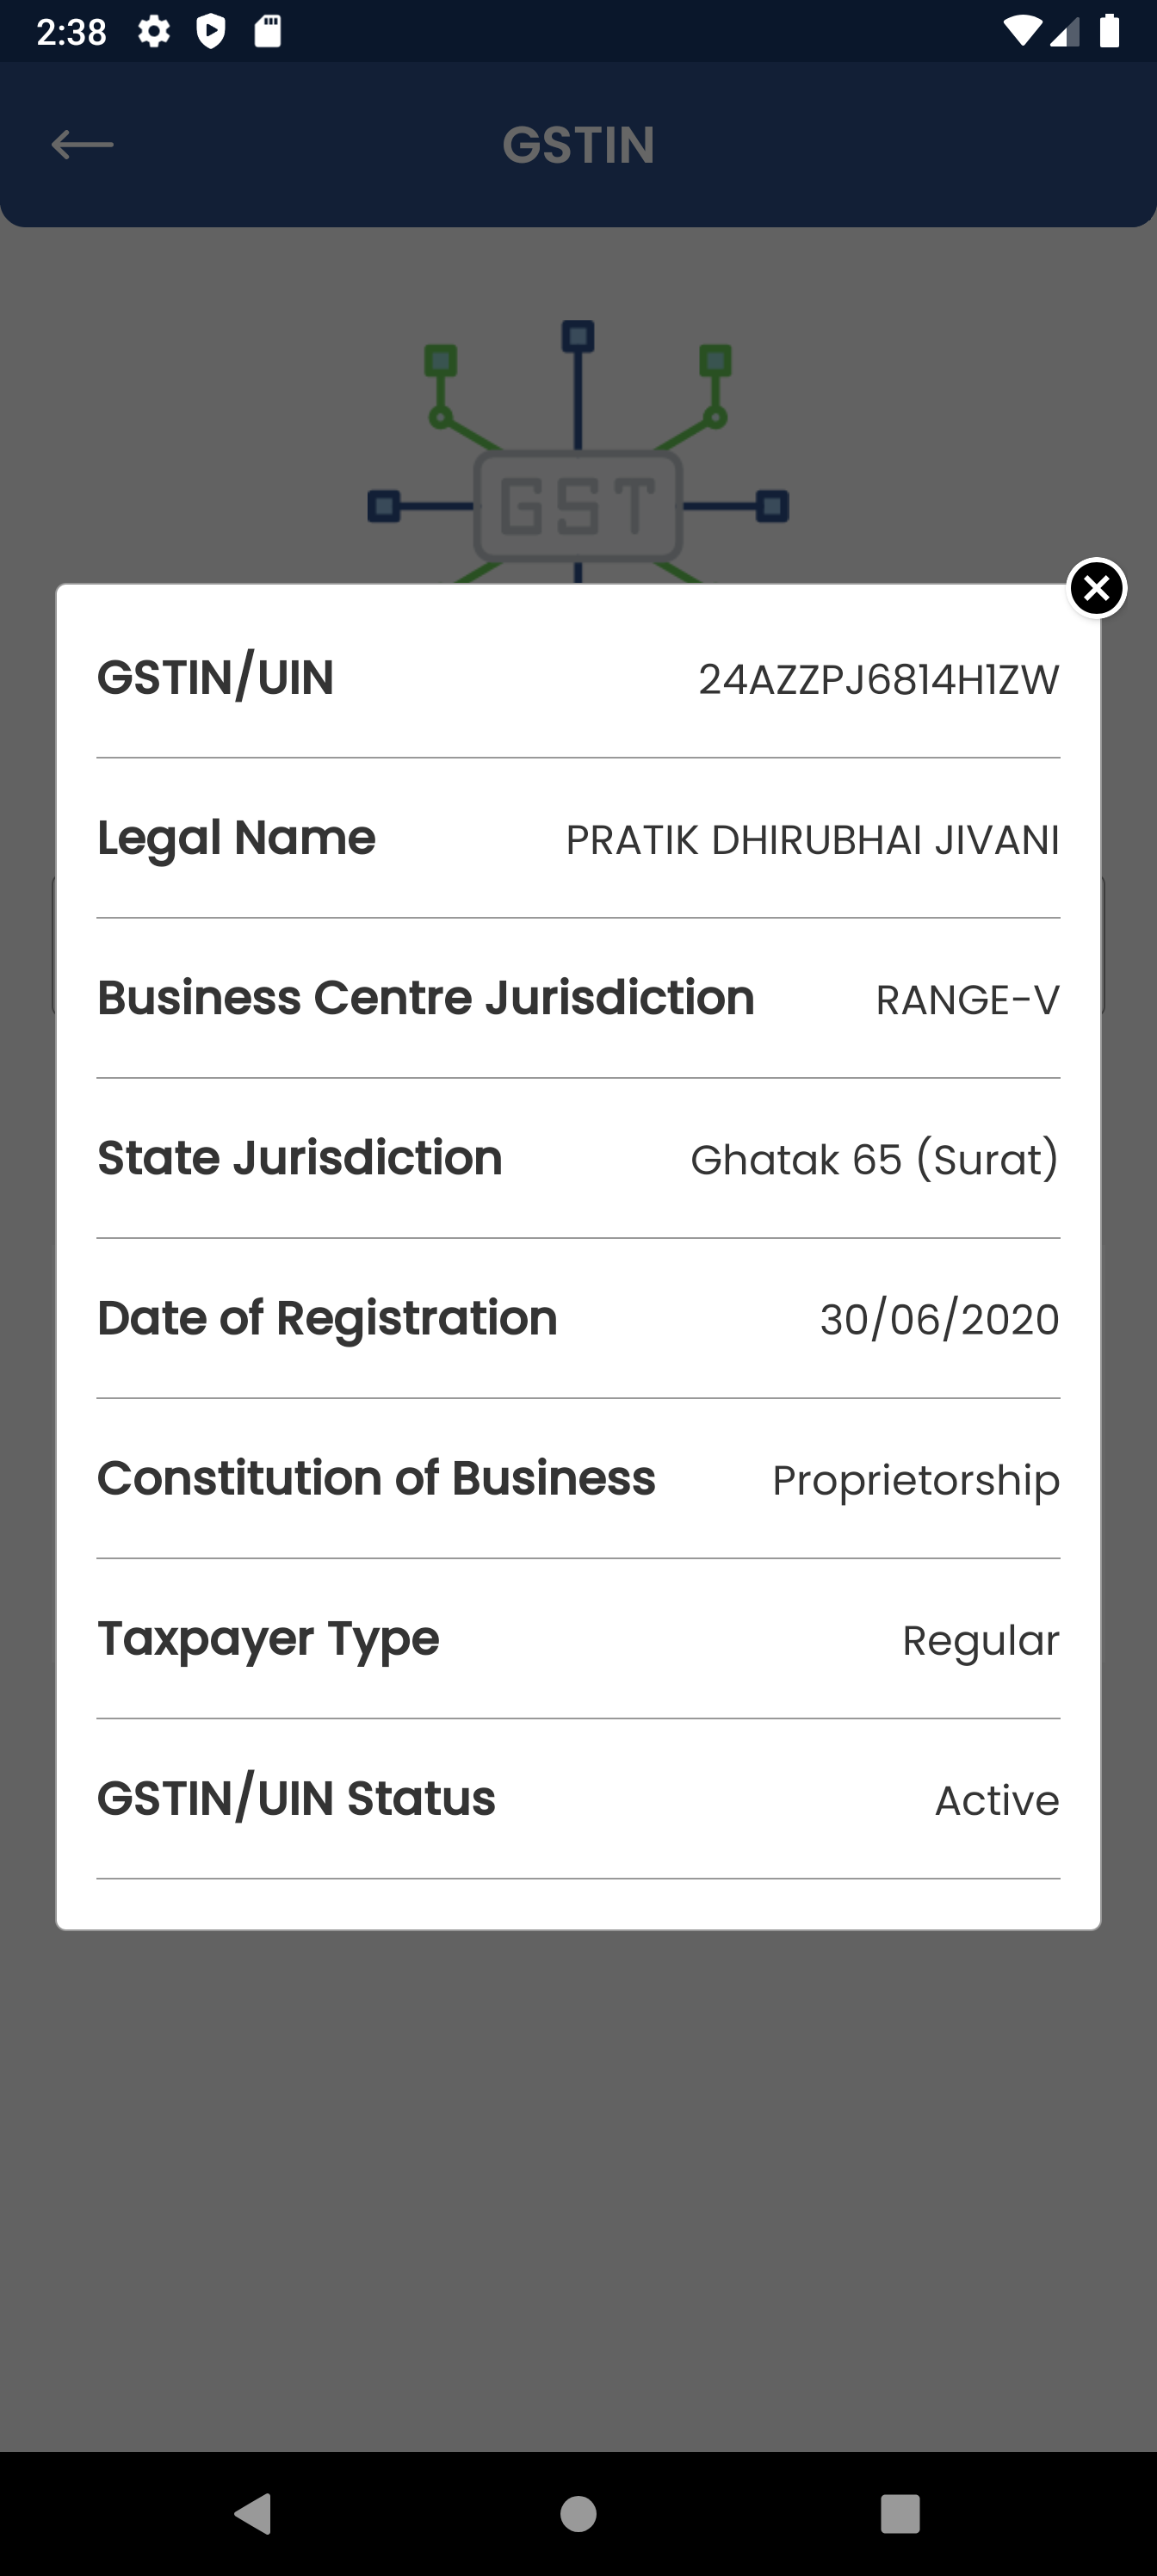 2:38
GSTIN
GST
GSTIN/UIN 24AZZPJ6814H1ZW
Legal Name PRATIK DHIRUBHAI JIVANI
Business Centre Jurisdiction RANGE-V
State Jurisdiction Ghatak 65 (Surat)
Date of Registration 30/06/2020
Constitution of Business Proprietorship
Taxpayer Type Regular
GSTIN/UIN Status Active